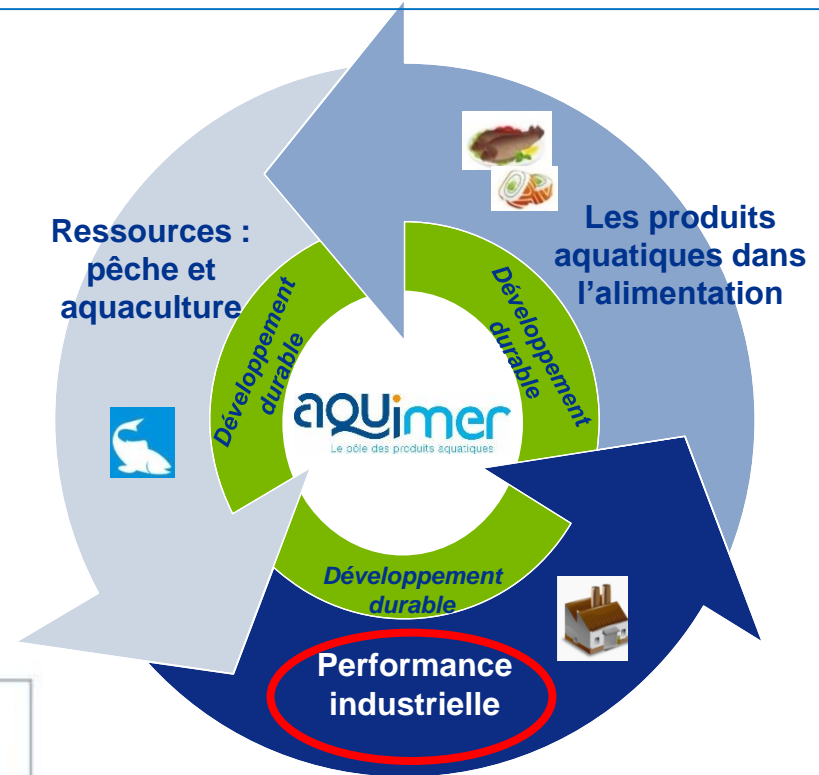 Ressources :
pêche et
aquaculture
Les produits
aquatiques dans
l’alimentation
Développement
durable
Développement
durable
aquimer
Le pôle des produits aquatiques
Développement
durable
Performance
industrielle